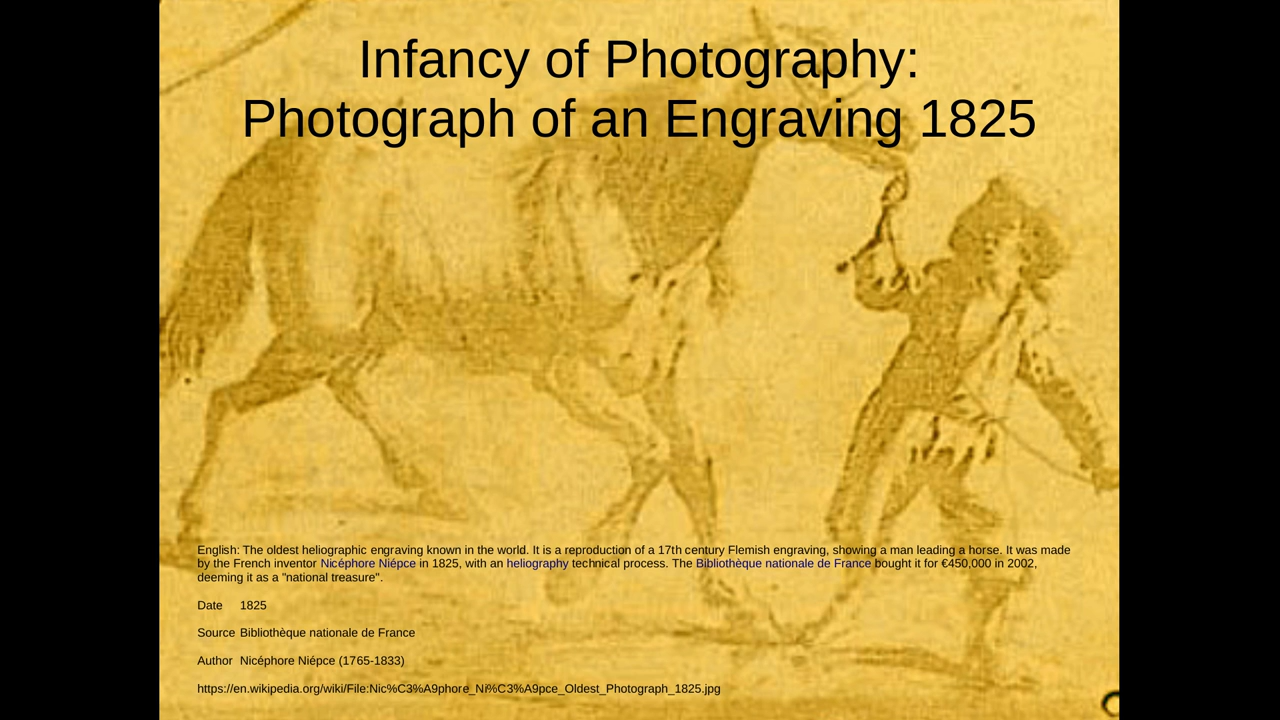 Infancy of Photography:
Photograph of an Engraving 1825
English: The oldest heliographic engraving known in the world. It is a reproduction of a 17th century Flemish engraving, showing a man leading a horse. It was made
by the French inventor Nicéphore Niépce in 1825, with an heliography technical process. The Bibliothèque nationale de France bought it for €450,000 in 2002,
deeming it as a "national treasure".
Date 1825
Source Bibliothèque nationale de France
Author Nicéphore Niépce (1765-1833)
https://en.wikipedia.org/wiki/File:Nic%C3%A9phore_Ni%C3%A9pce_Oldest_Photograph_1825.jpg